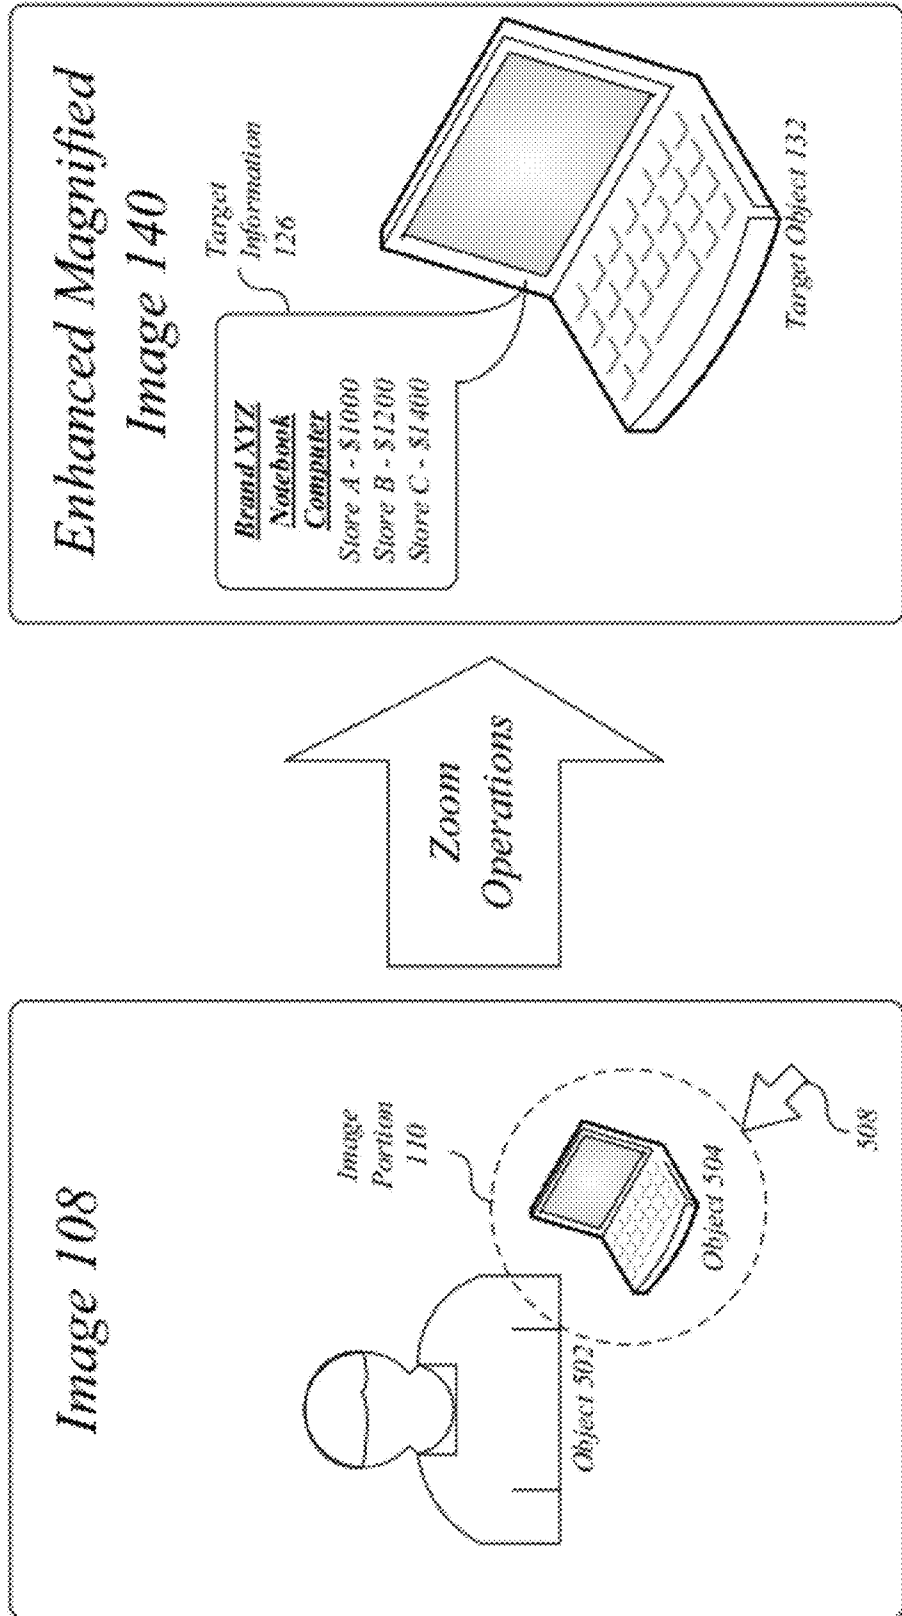 Image 108
Image
Portion
110
Object 502
Object 504
508
Zoom
Operations
Enhanced Magnified
Image 140
Target
Information
126
Brand XYZ
Notebook
Computer
Store A - $1000
Store B - $1200
Store C - $1400
Target Object 132